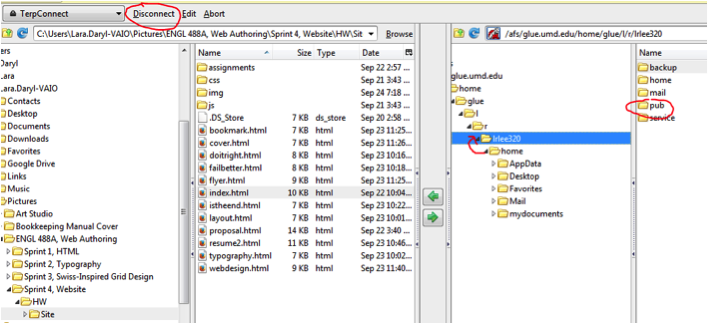 TerpConnect Disconnect Edit Abort
C:\Users\Lara.Daryl-VAIO\Pictures\ENGL 488A, Web Authoring\Sprint 4, Website\HW\Sit Browse /afs/glue.umd.edu/home/glue/l/r/lrlee320
ers
Daryl
.ara
.ara.Daryl-VAIO
Contacts
Desktop
Documents
Downloads
Favorites
Google Drive
Links
Music
Pictures
Art Studio
Bookkeeping Manual Cover
ENGL 488A, Web Authoring
Sprint 1, HTML
Sprint 2, Typography
Sprint 3, Swiss-Inspired Grid Design
Sprint 4, Website
HW
Site
Name Size Type Date
assignments Sep 22 2:57 ...
css Sep 21 3:43 ...
img Sep 24 7:18 ...
js Sep 21 3:43 ...
.DS_Store 7 KB ds_store Sep 20 2:58 ...
bookmark.html 7 KB html Sep 23 11:25...
cover.html 7 KB html Sep 23 11:26...
doitright.html 8 KB html Sep 23 10:16...
failbetter.html 8 KB html Sep 23 10:18...
flyer.html 9 KB html Sep 23 11:25...
index.html 10 KB html Sep 22 10:04...
istheend.html 7 KB html Sep 23 10:22...
layout.html 7 KB html Sep 23 10:01...
proposal.html 14 KB html Sep 22 3:40 ...
resume2.html 11 KB html Sep 23 10:46...
typography.html 7 KB html Sep 23 10:02...
webdesign.html 9 KB html Sep 23 11:40...
glue.umd.edu
home
glue
l
r
lrlee320
home
AppData
Desktop
Favorites
Mail
mydocuments
Name
backup
home
mail
pub
service